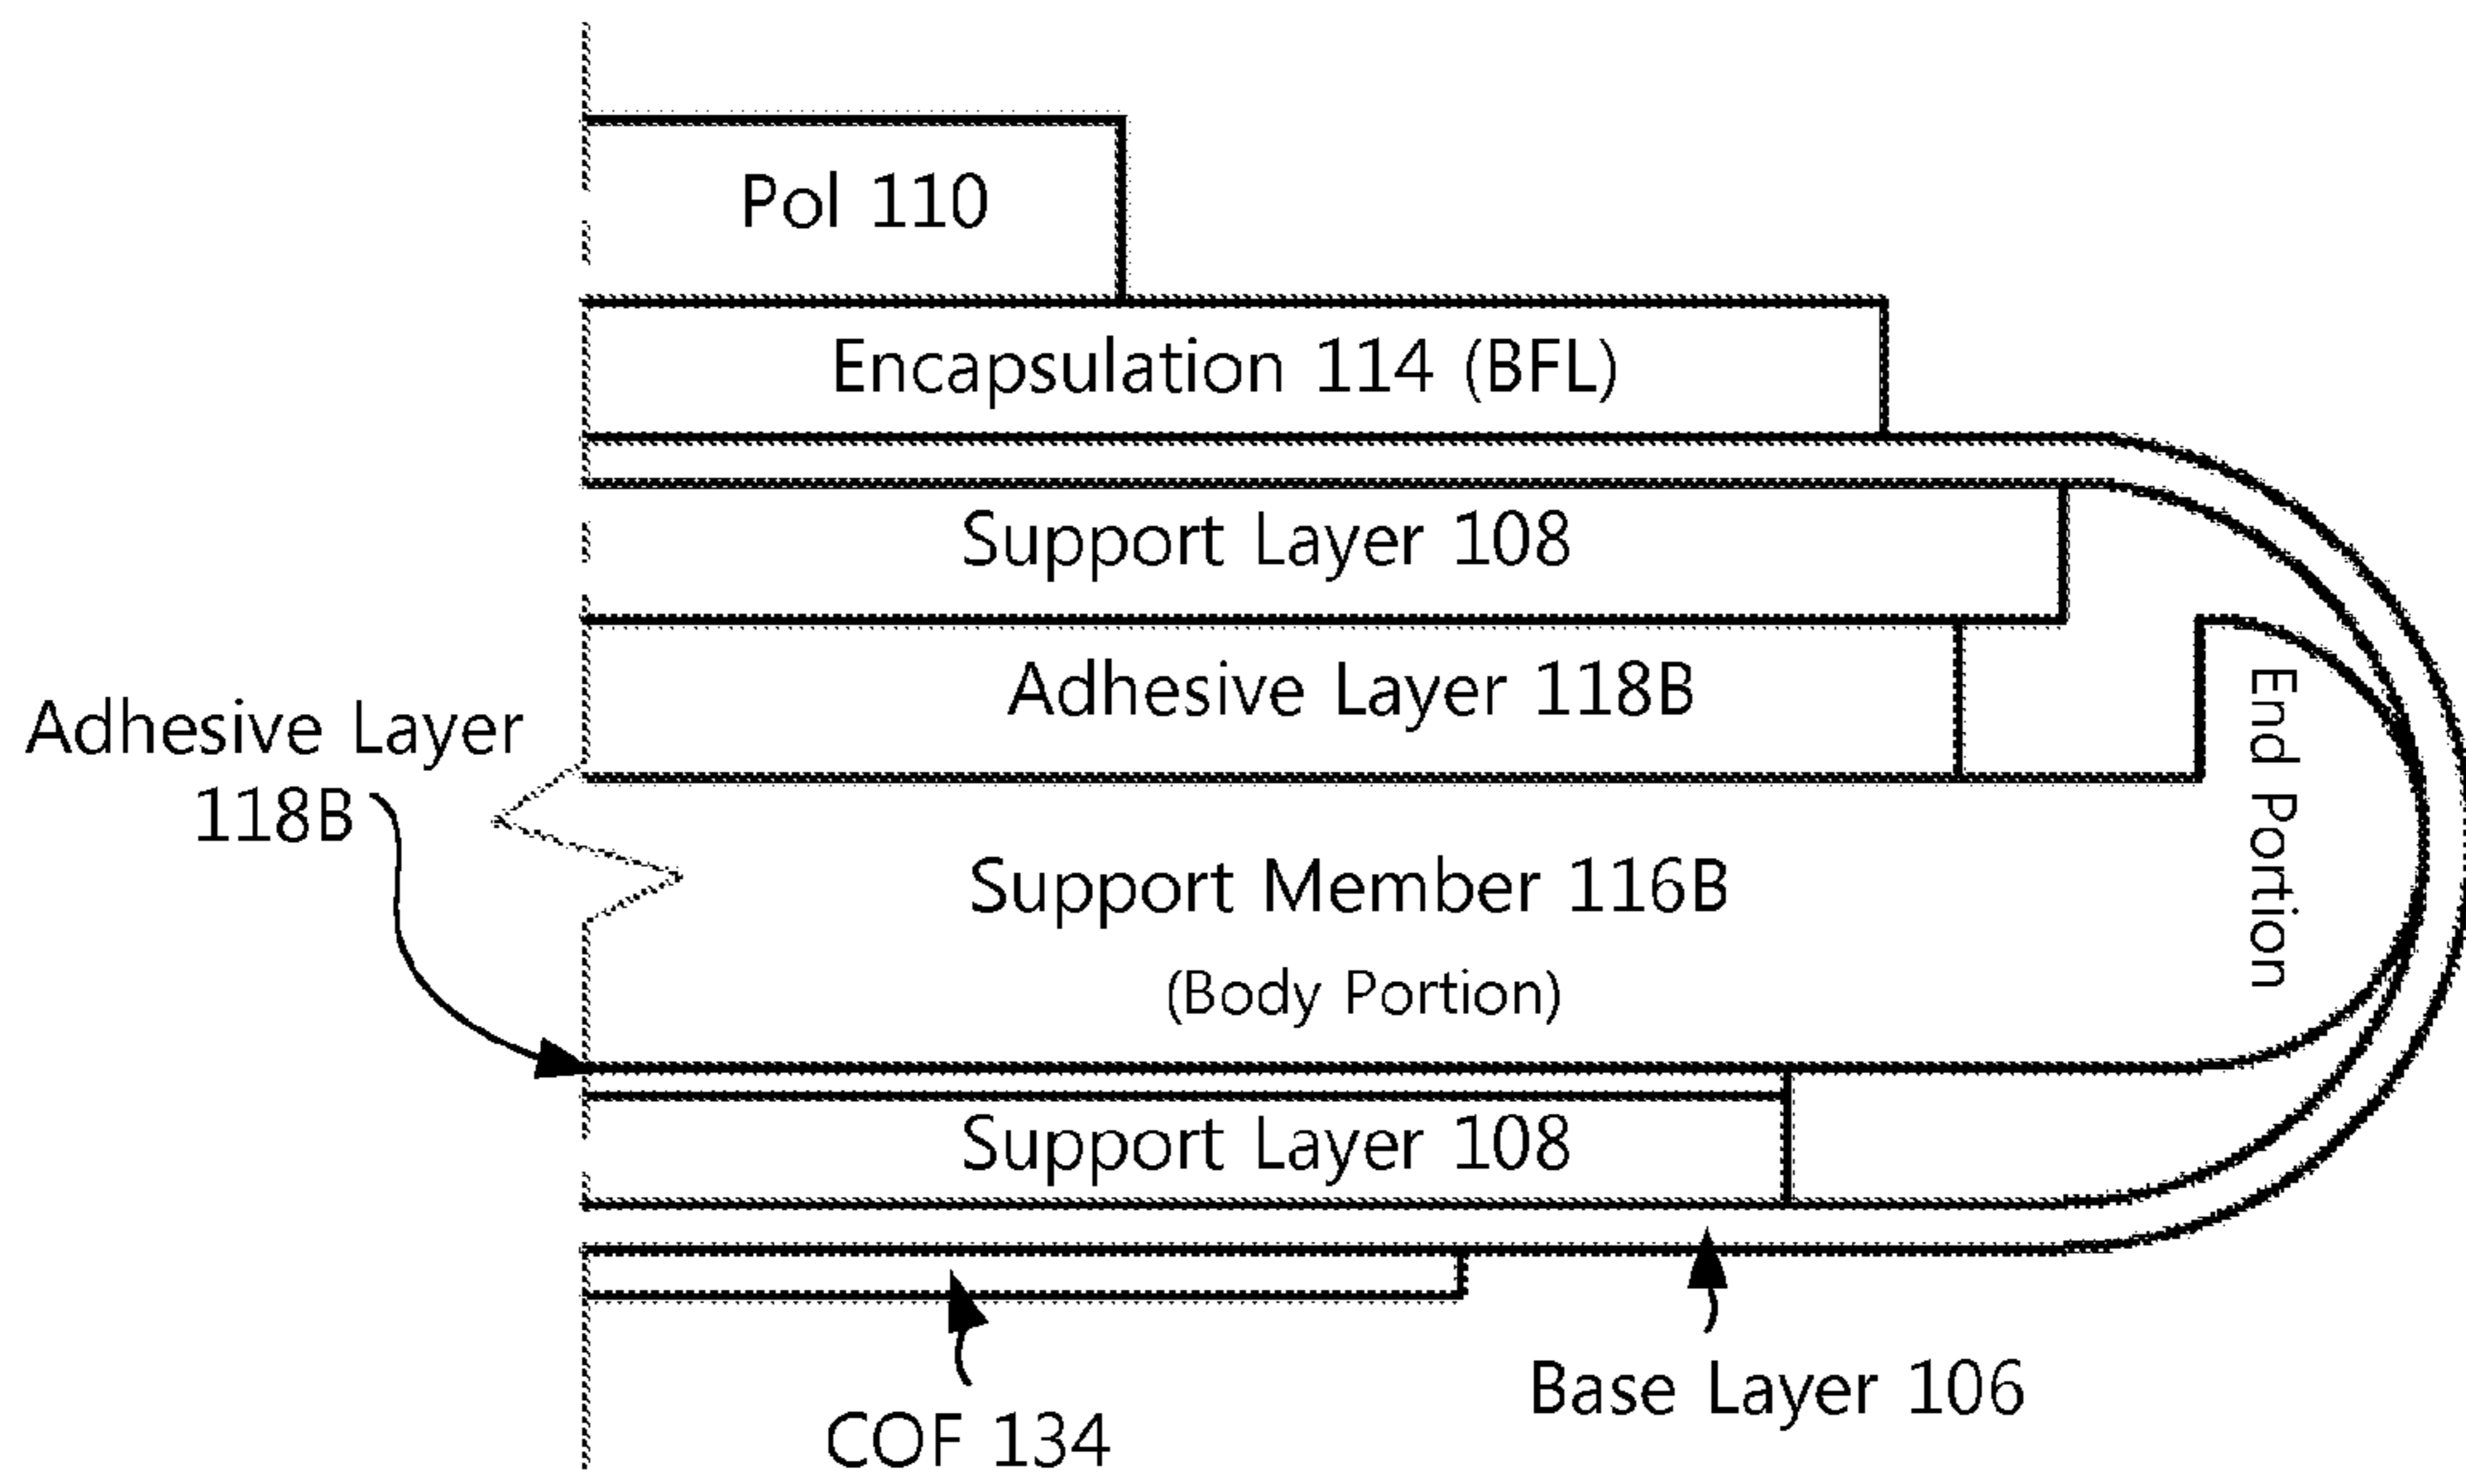 Pol 110
Encapsulation 114 (BFL)
Support Layer 108
Adhesive Layer 118B
End Portion
Adhesive Layer
118B
Support Member 116B
(Body Portion)
Support Layer 108
Base Layer 106
COF 134